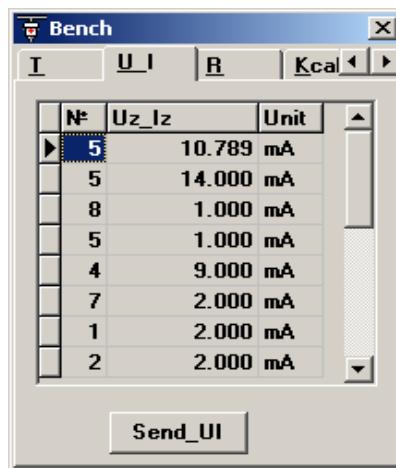 Bench
T U_I R Kcal
№ Uz_Iz Unit
5 10.789 mA
5 14.000 mA
8 1.000 mA
5 1.000 mA
4 9.000 mA
7 2.000 mA
1 2.000 mA
2 2.000 mA
Send_UI